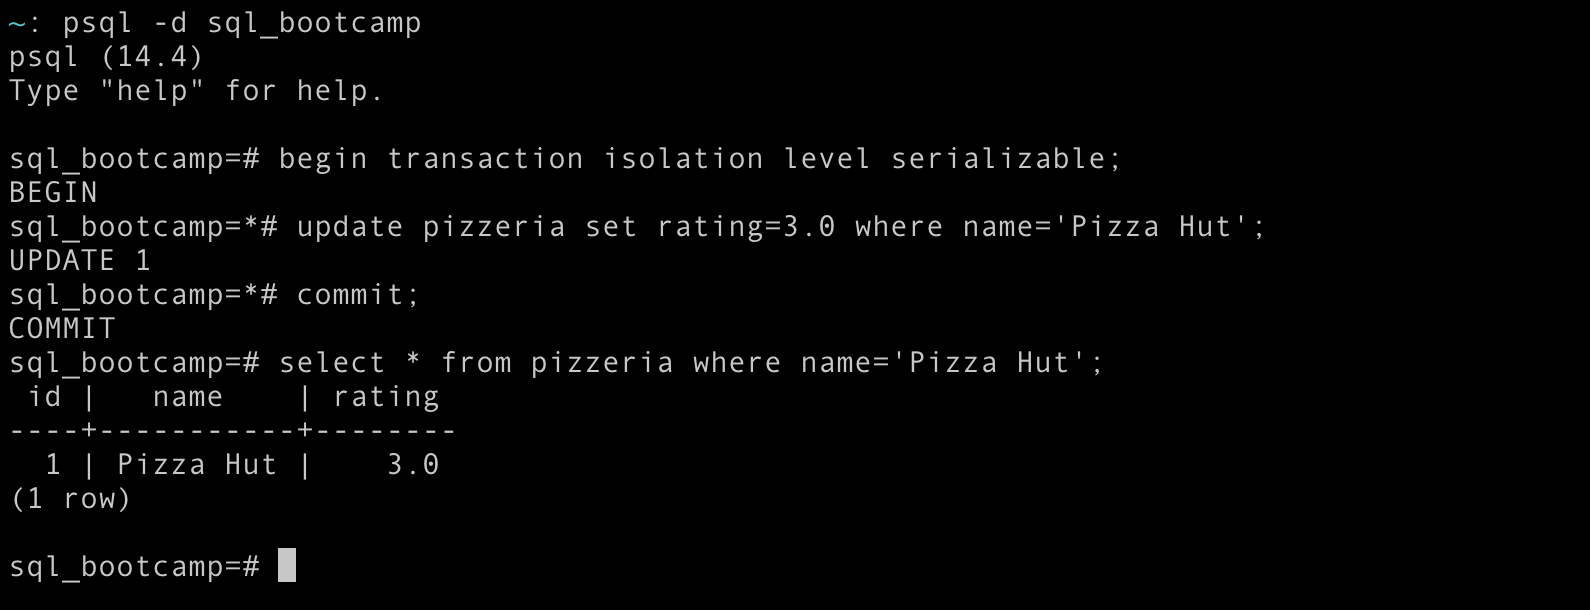 ~: psql -d sql_bootcamp
psql (14.4)
Type "help" for help.
sql_bootcamp=# begin transaction isolation level serializable;
BEGIN
sql_bootcamp=*# update pizzeria set rating=3.0 where name='Pizza Hut';
UPDATE 1
sql_bootcamp=*# commit;
COMMIT
sql_bootcamp=# select * from pizzeria where name='Pizza Hut';
 id |   name    | rating
----+-----------+--------
  1 | Pizza Hut |    3.0
(1 row)
sql_bootcamp=#